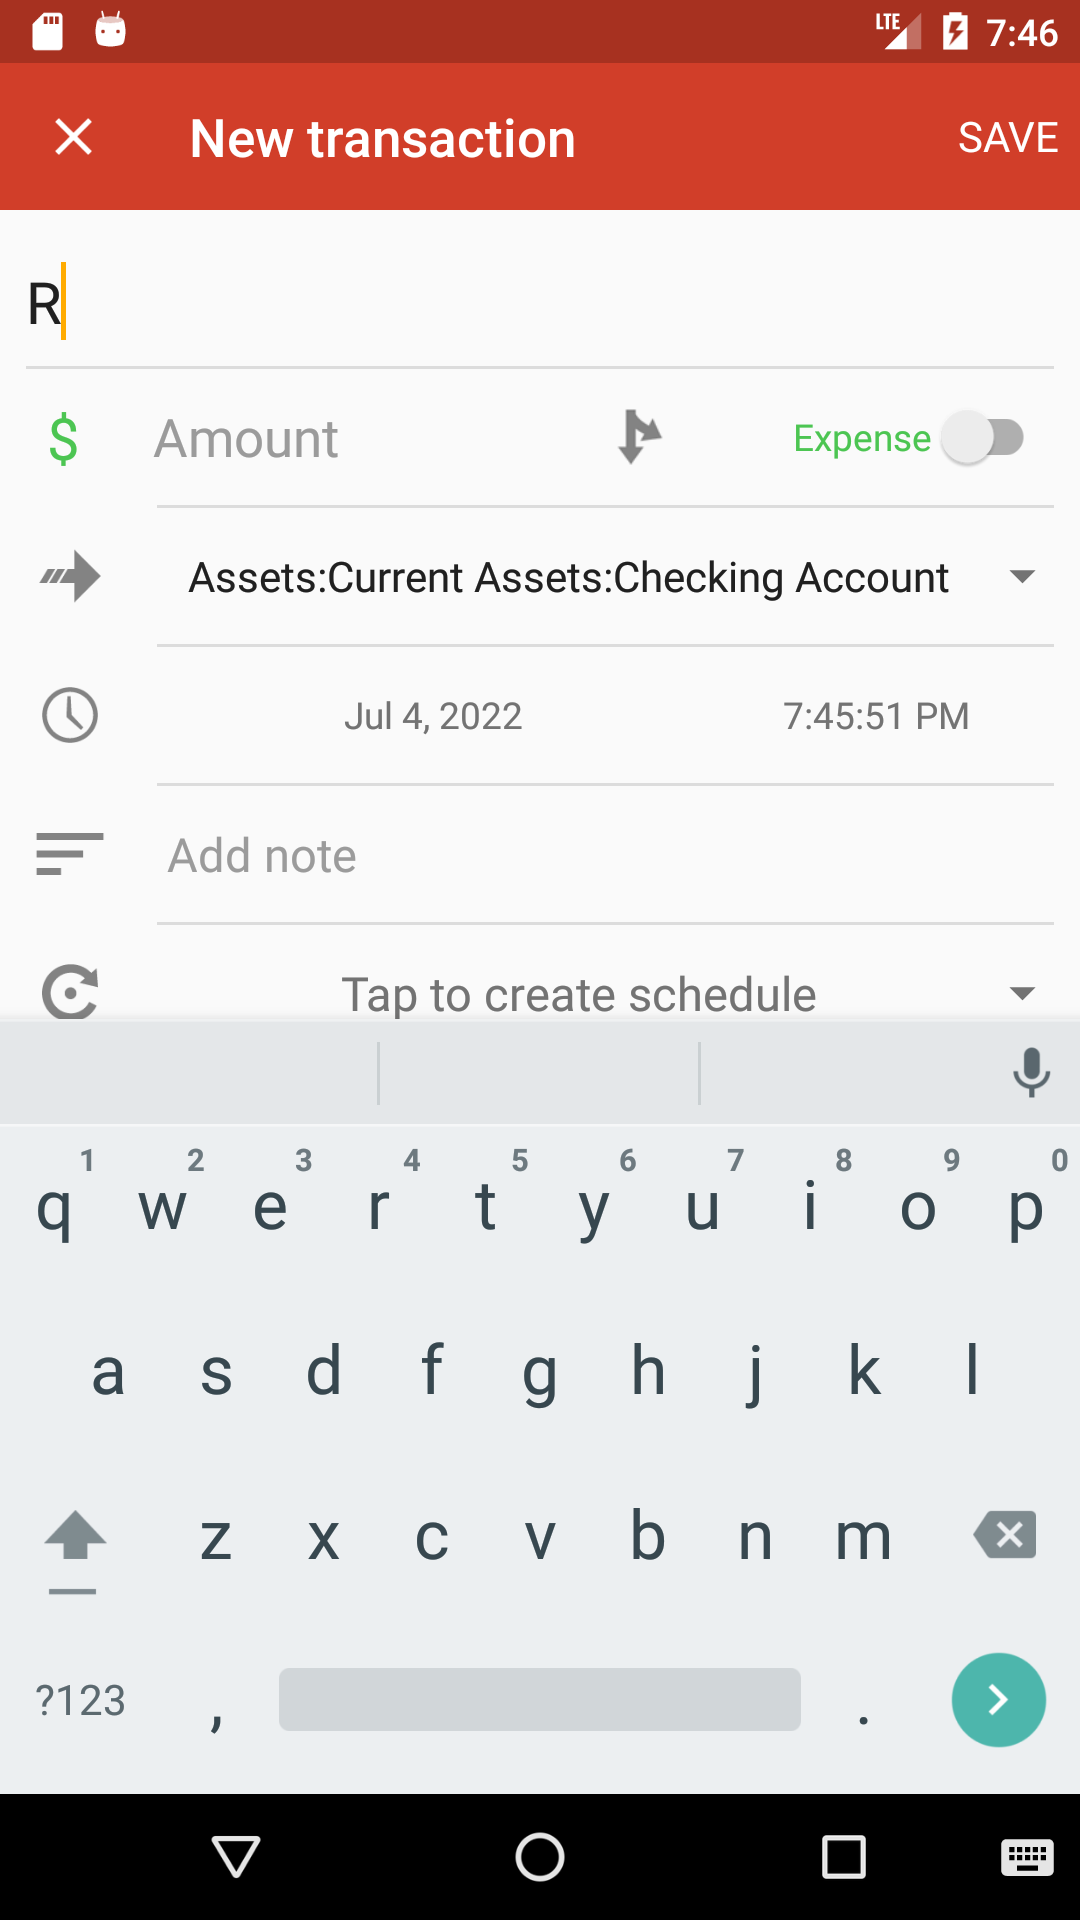 LTE 7:46
New transaction SAVE
R
$ Amount Expense
Assets:Current Assets:Checking Account
Jul 4, 2022 7:45:51 PM
Add note
Tap to create schedule
1 2 3 4 5 6 7 8 9 0
q w e r t y u i o p
a s d f g h j k l
z x c v b n m
?123 , .